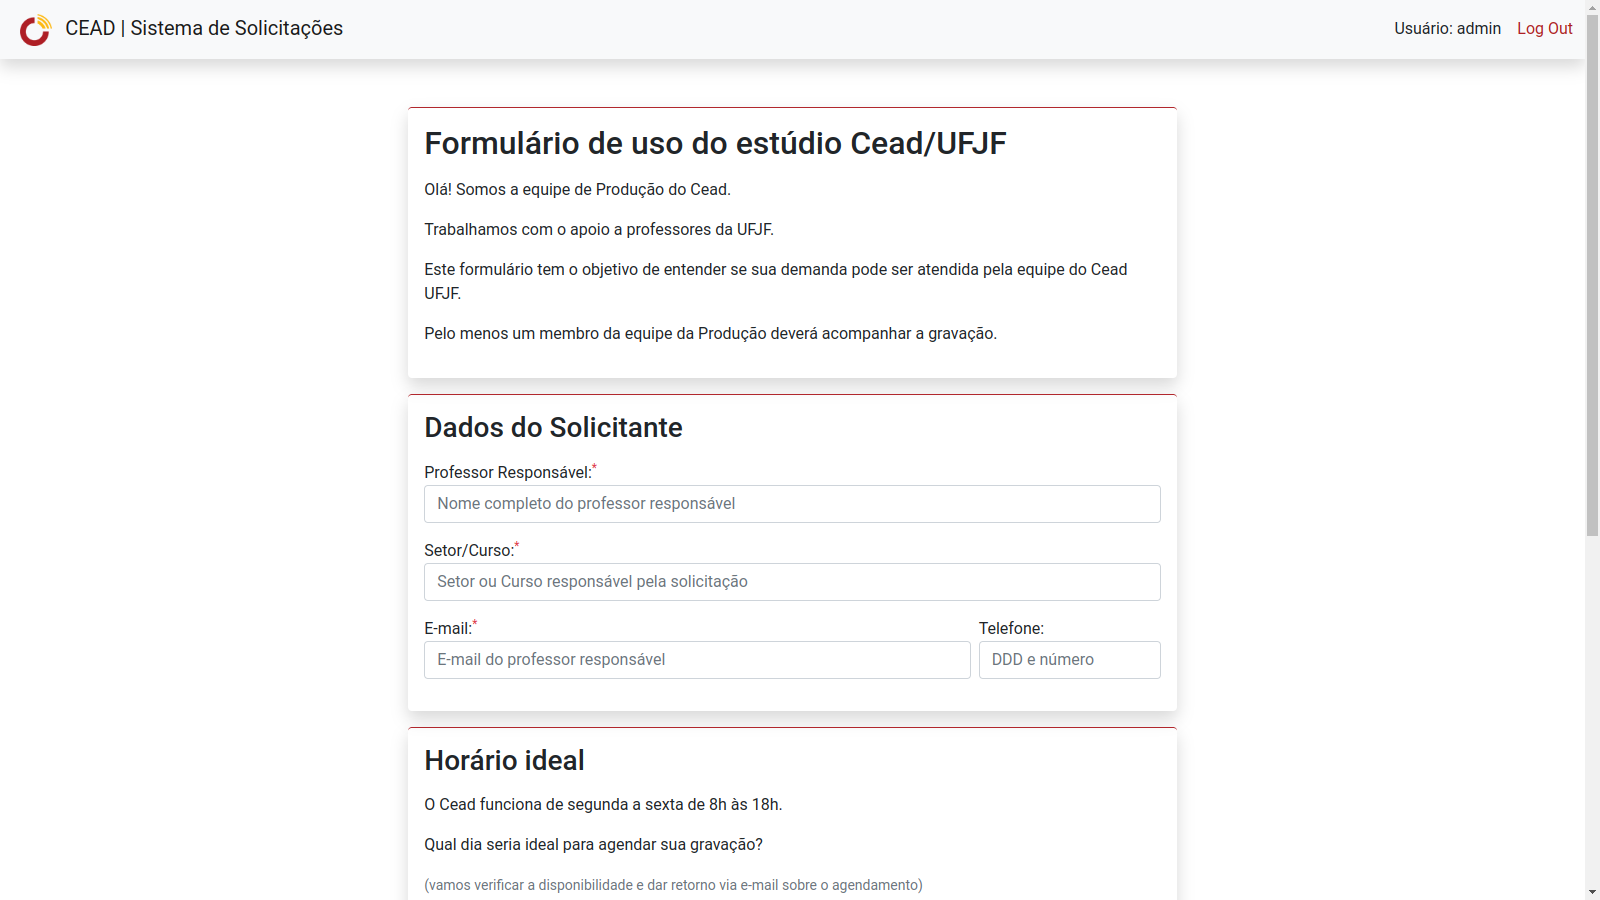 CEAD | Sistema de Solicitações
Usuário: admin
Log Out
Formulário de uso do estúdio Cead/UFJF
Olá! Somos a equipe de Produção do Cead.
Trabalhamos com o apoio a professores da UFJF.
Este formulário tem o objetivo de entender se sua demanda pode ser atendida pela equipe do Cead
UFJF.
Pelo menos um membro da equipe da Produção deverá acompanhar a gravação.
Dados do Solicitante
Professor Responsável:*
Nome completo do professor responsável
Setor/Curso:*
Setor ou Curso responsável pela solicitação
E-mail:*
E-mail do professor responsável
Telefone:
DDD e número
Horário ideal
O Cead funciona de segunda a sexta de 8h às 18h.
Qual dia seria ideal para agendar sua gravação?
(vamos verificar a disponibilidade e dar retorno via e-mail sobre o agendamento)